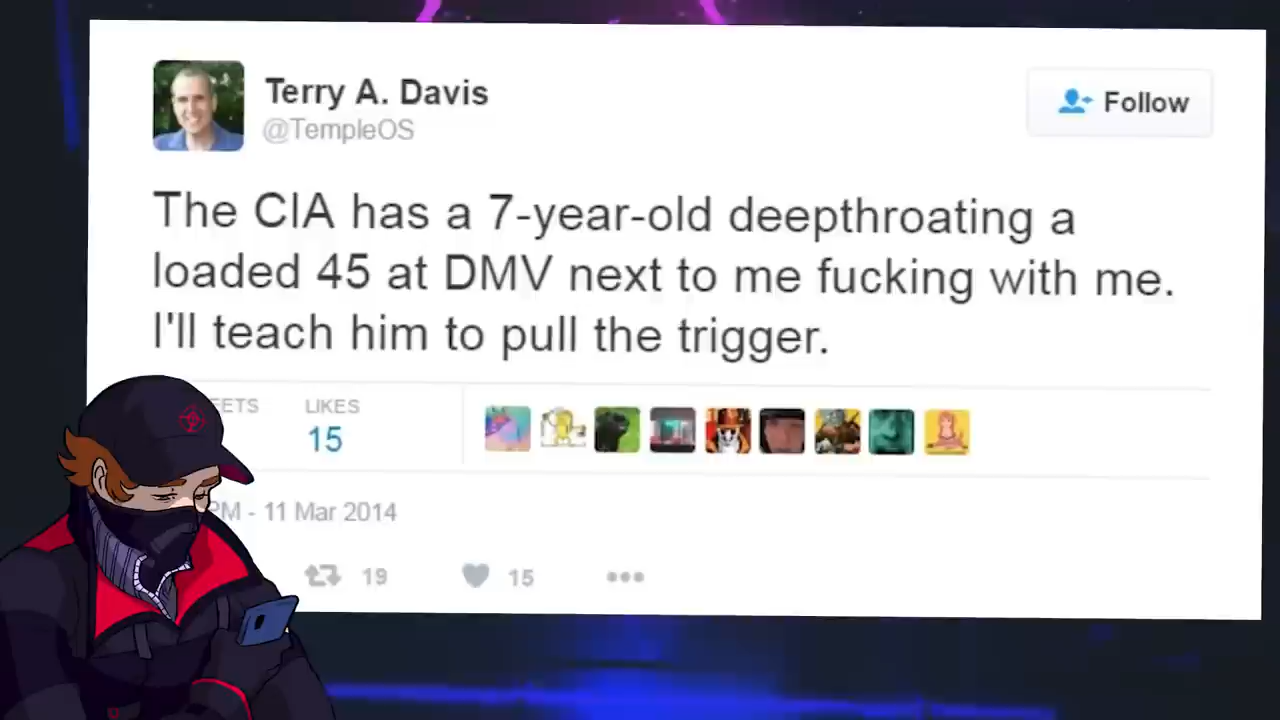 Terry A. Davis
Follow
@TempleOS
The CIA has a 7-year-old deepthroating a
loaded 45 at DMV next to me fucking with me.
I'll teach him to pull the trigger.
LIKES
15
PM - 11 Mar 2014
19 15